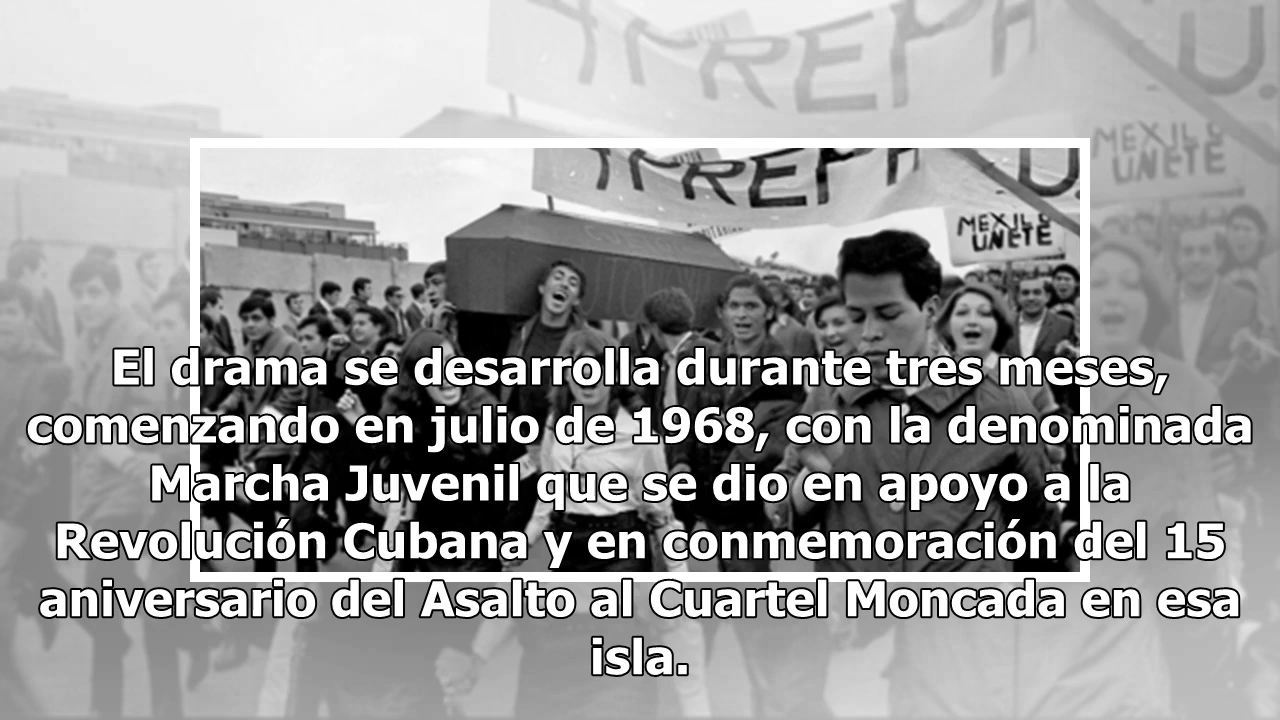 MEXICO
UNETE
MEXICO
UNETE
El drama se desarrolla durante tres meses,
comenzando en julio de 1968, con la denominada
Marcha Juvenil que se dio en apoyo a la
Revolución Cubana y en conmemoración del 15
aniversario del Asalto al Cuartel Moncada en esa
isla.